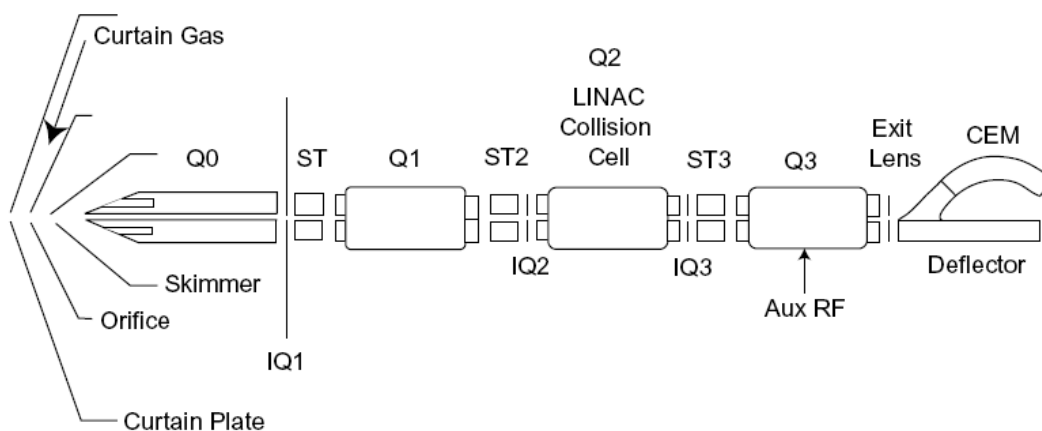 Curtain Gas
Q0
ST
Q1
ST2
Q2
LINAC
Collision
Cell
ST3
Q3
Exit
Lens
CEM
Skimmer
Orifice
Curtain Plate
IQ1
IQ2
IQ3
Aux RF
Deflector